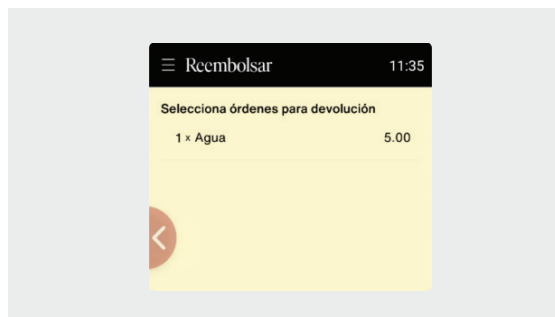 Reembolsar 11:35
Selecciona órdenes para devolución
1 × Agua 5.00